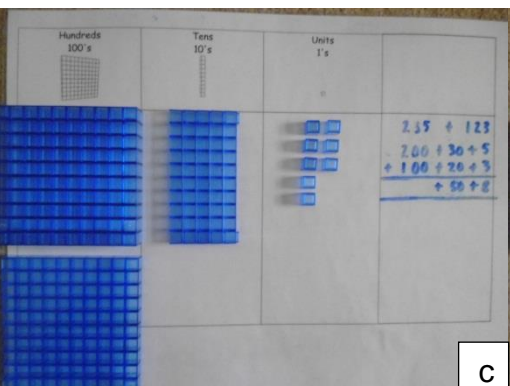 Hundreds
100's
Tens
10's
Units
1's
235 + 123
200 + 30 + 5
+ 100 + 20 + 3
+ 50 + 8
C